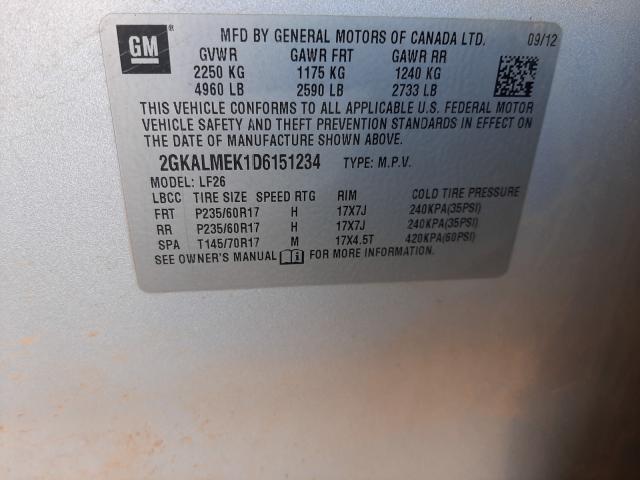 GM ® MFD BY GENERAL MOTORS OF CANADA LTD. 09/12
GVWR GAWR FRT GAWR RR
2250 KG 1175 KG 1240 KG
4960 LB 2590 LB 2733 LB
THIS VEHICLE CONFORMS TO ALL APPLICABLE U.S. FEDERAL MOTOR
VEHICLE SAFETY AND THEFT PREVENTION STANDARDS IN EFFECT ON
THE DATE OF MANUFACTURE SHOWN ABOVE.
2GKALMEK1D6151234 TYPE: M.P.V.
MODEL: LF26
LBCC TIRE SIZE SPEED RTG RIM COLD TIRE PRESSURE
FRT P235/60R17 H 17X7J 240KPA(35PSI)
RR P235/60R17 H 17X7J 240KPA(35PSI)
SPA T145/70R17 M 17X4.5T 420KPA(60PSI)
SEE OWNER'S MANUAL FOR MORE INFORMATION.